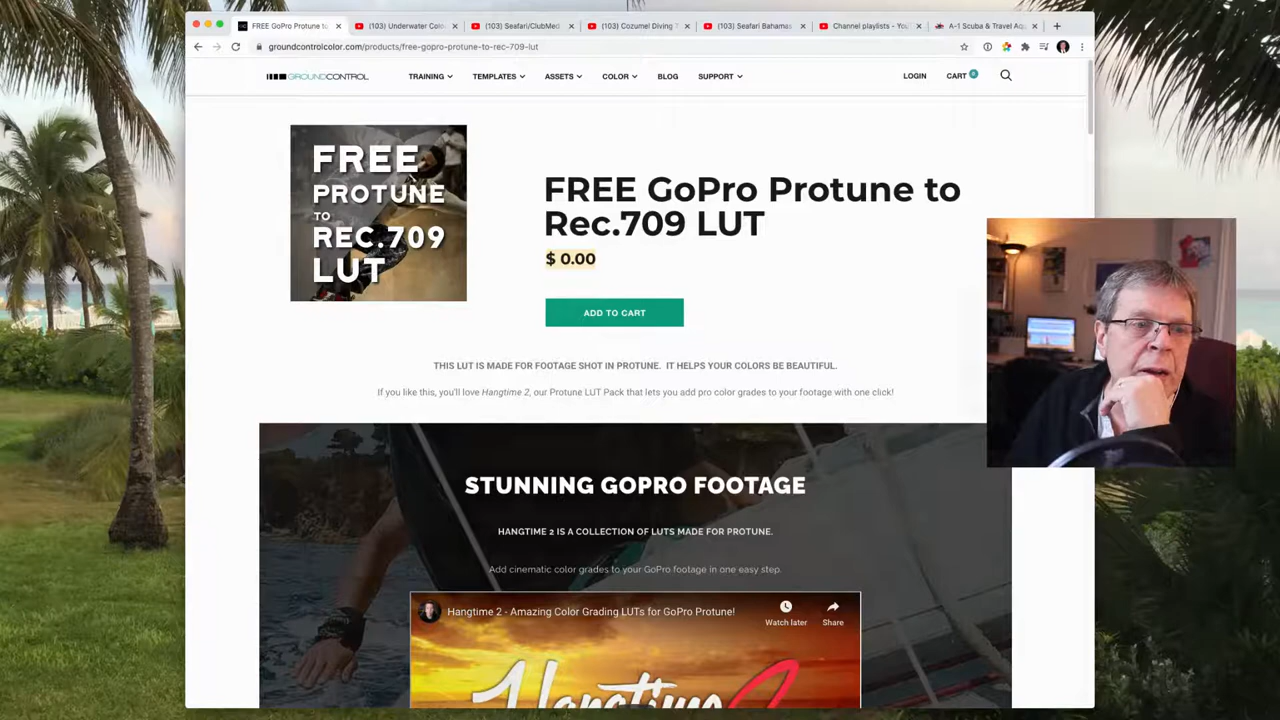 FREE GoPro Protune to
(103) Underwater Colo
(103) Seafari/ClubMed
(103) Cozumel Diving T
(103) Seafari Bahamas
Channel playlists - You
A-1 Scuba & Travel Aq
groundcontrolcolor.com/products/free-gopro-protune-to-rec-709-lut
GROUNDCONTROL
TRAINING
TEMPLATES
ASSETS
COLOR
BLOG
SUPPORT
LOGIN
CART
FREE
PROTUNE
TO
REC.709
LUT
FREE GoPro Protune to
Rec.709 LUT
$ 0.00
ADD TO CART
THIS LUT IS MADE FOR FOOTAGE SHOT IN PROTUNE. IT HELPS YOUR COLORS BE BEAUTIFUL.
If you like this, you'll love Hangtime 2, our Protune LUT Pack that lets you add pro color grades to your footage with one click!
STUNNING GOPRO FOOTAGE
HANGTIME 2 IS A COLLECTION OF LUTS MADE FOR PROTUNE.
Add cinematic color grades to your GoPro footage in one easy step.
Hangtime 2 - Amazing Color Grading LUTs for GoPro Protune!
Watch later
Share
Hangtime 2